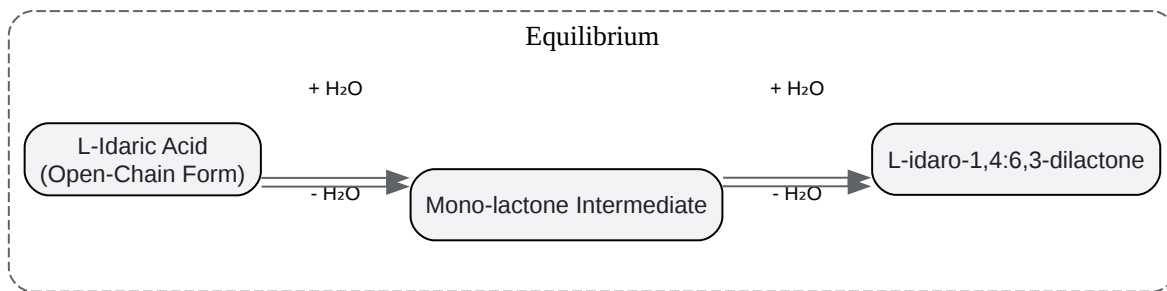 Equilibrium
+ H₂O
+ H₂O
L-Idaric Acid
(Open-Chain Form)
L-idaro-1,4:6,3-dilactone
- H₂O
- H₂O
Mono-lactone Intermediate